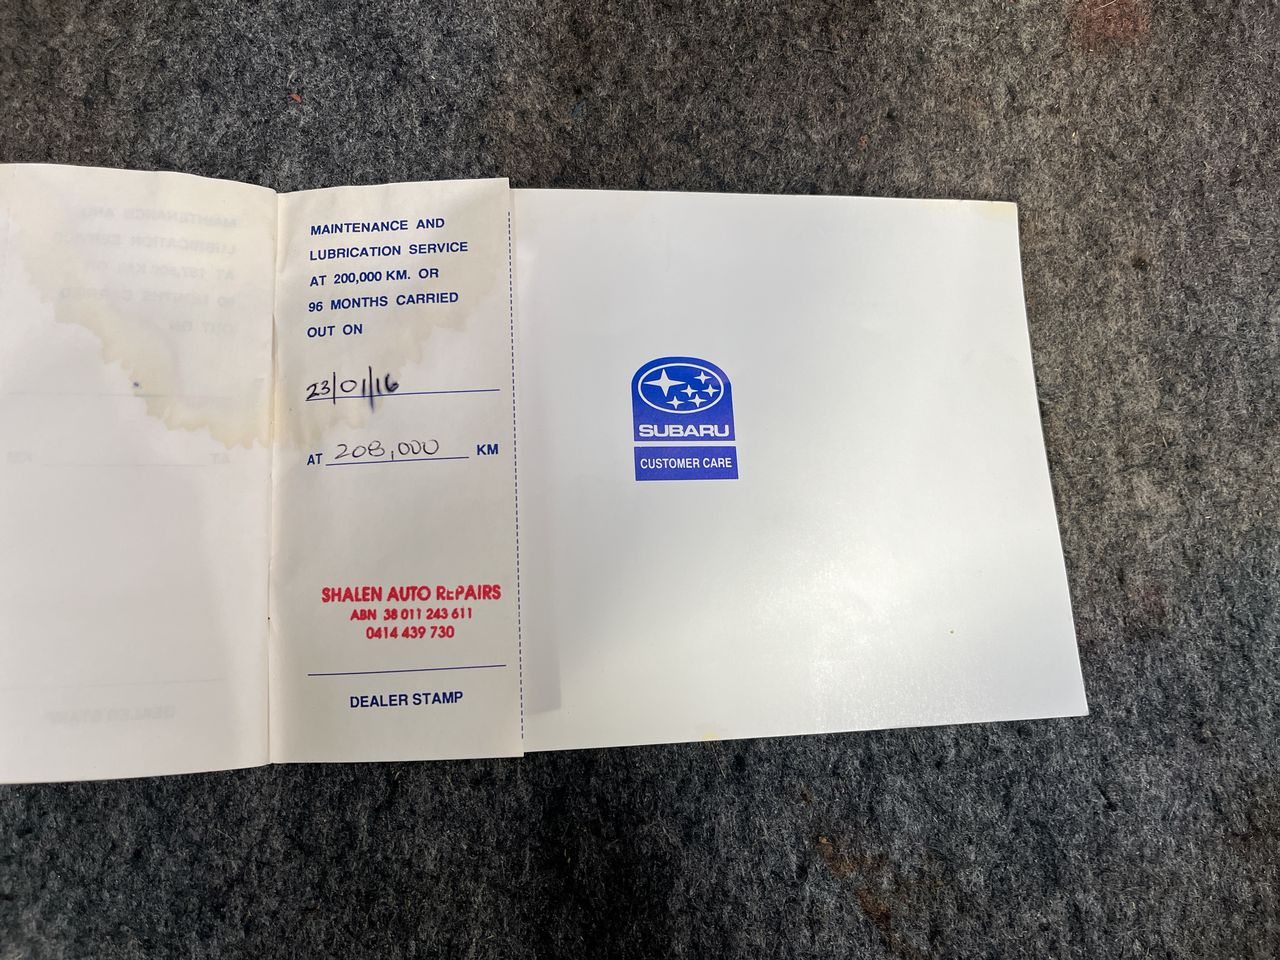 MAINTENANCE AND
LUBRICATION SERVICE
AT 200,000 KM. OR
96 MONTHS CARRIED
OUT ON
23/01/16
AT 208,000 KM
SHALEN AUTO REPAIRS
ABN 38 011 243 611
0414 439 730
DEALER STAMP
SUBARU
CUSTOMER CARE